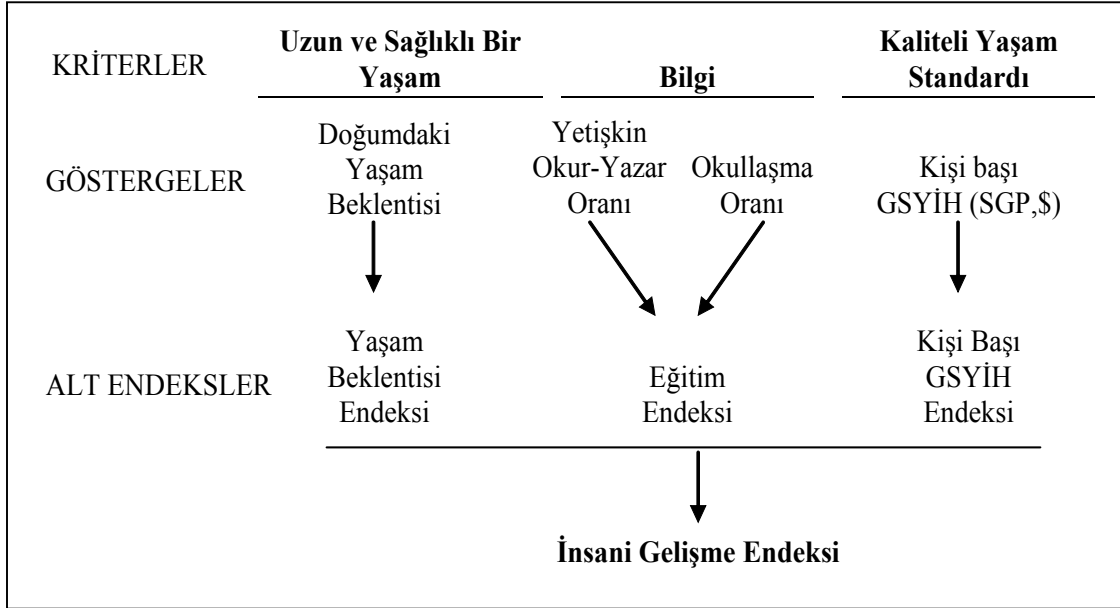 KRİTERLER
Uzun ve Sağlıklı Bir
Yaşam
Bilgi
Kaliteli Yaşam
Standardı
GÖSTERGELER
Doğumdaki
Yaşam
Beklentisi
Yetişkin
Okur-Yazar
Oranı
Okullaşma
Oranı
Kişi başı
GSYİH (SGP,$)
ALT ENDEKSLER
Yaşam
Beklentisi
Endeksi
Eğitim
Endeksi
Kişi Başı
GSYİH
Endeksi
İnsani Gelişme Endeksi